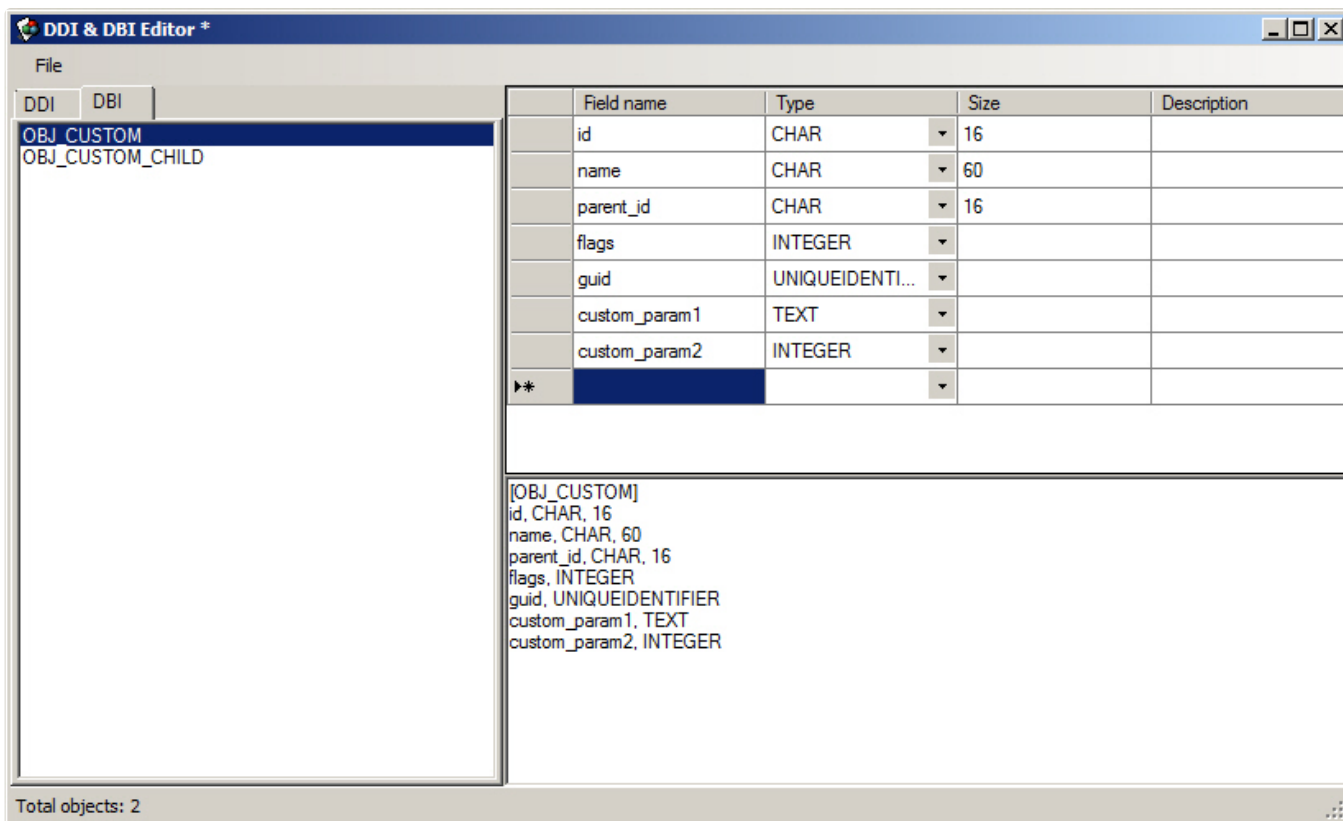 DDI & DBI Editor *
File
DDI DBI
OBJ_CUSTOM
OBJ_CUSTOM_CHILD
Field name Type Size Description
id CHAR 16
name CHAR 60
parent_id CHAR 16
flags INTEGER
guid UNIQUEIDENTI...
custom_param1 TEXT
custom_param2 INTEGER
[OBJ_CUSTOM]
id, CHAR, 16
name, CHAR, 60
parent_id, CHAR, 16
flags, INTEGER
guid, UNIQUEIDENTIFIER
custom_param1, TEXT
custom_param2, INTEGER
Total objects: 2